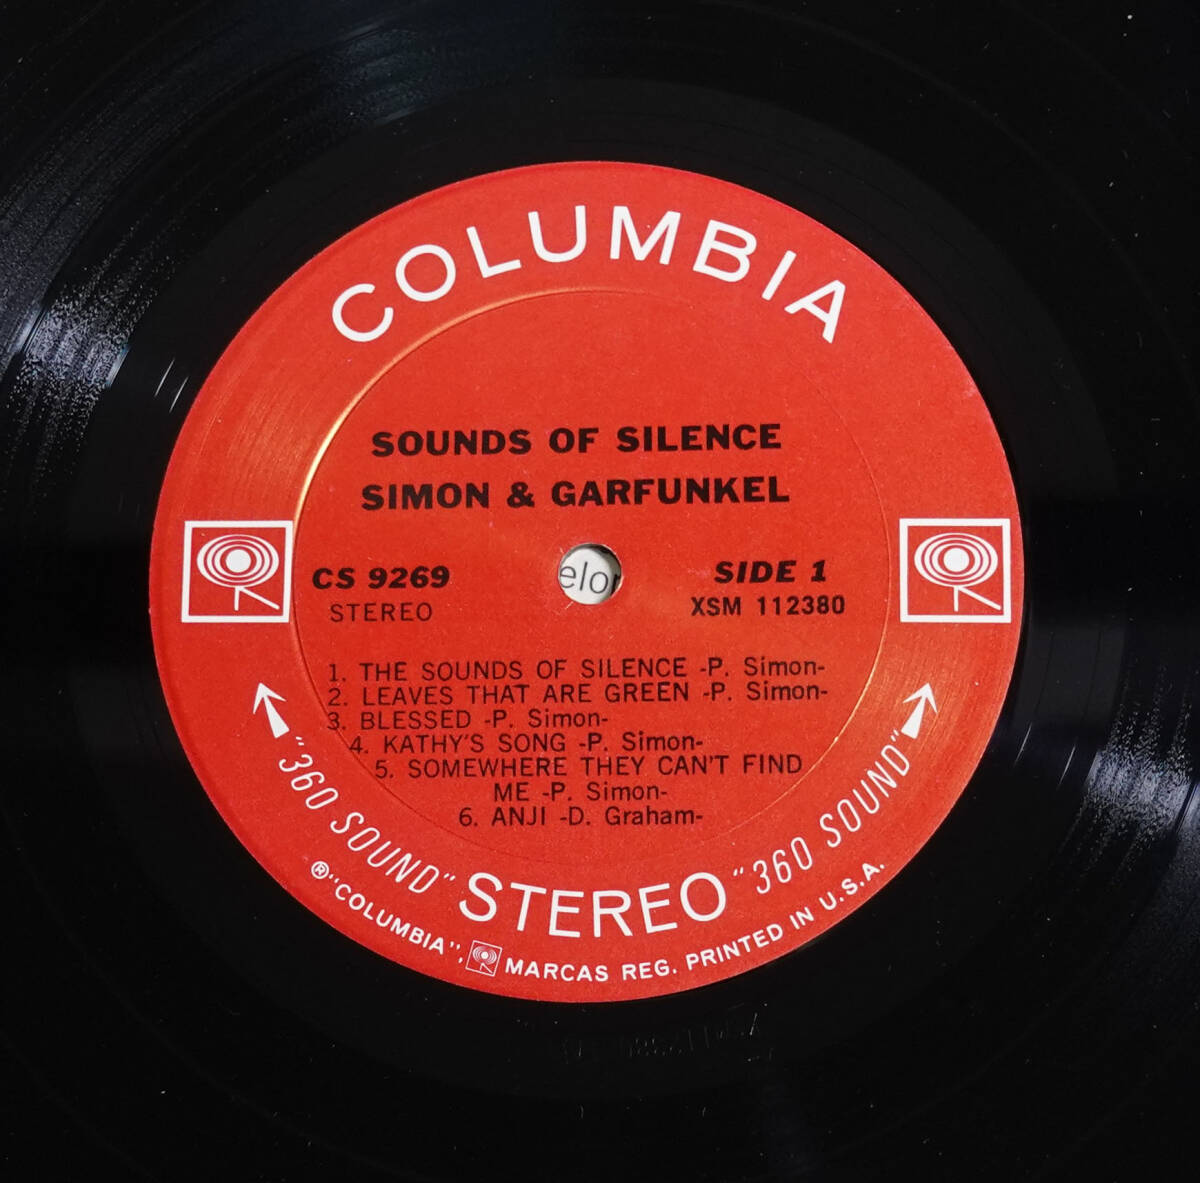 COLUMBIA
SOUNDS OF SILENCE
SIMON & GARFUNKEL
CS 9269
STEREO
elo
SIDE 1
XSM 112380
1. THE SOUNDS OF SILENCE -P. Simon-
2. LEAVES THAT ARE GREEN -P. Simon-
3. BLESSED -P. Simon-
4. KATHY'S SONG -P. Simon-
5. SOMEWHERE THEY CAN'T FIND
ME -P. Simon-
6. ANJI -D. Graham-
"360 SOUND" STEREO "360 SOUND"
®"COLUMBIA", MARCAS REG. PRINTED IN U.S.A.